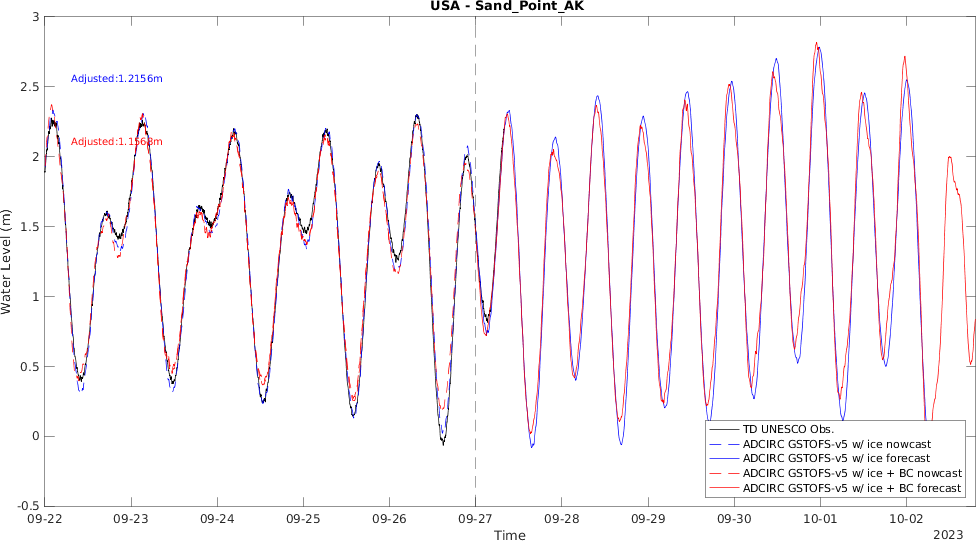 USA - Sand_Point_AK
3
2.5
2
1.5
1
0.5
0
-0.5
Water Level (m)
Adjusted:1.2156m
Adjusted:1.1563m
TD UNESCO Obs.
ADCIRC GSTOFS-v5 w/ ice nowcast
ADCIRC GSTOFS-v5 w/ ice forecast
ADCIRC GSTOFS-v5 w/ ice + BC nowcast
ADCIRC GSTOFS-v5 w/ ice + BC forecast
09-22 09-23 09-24 09-25 09-26 09-27 09-28 09-29 09-30 10-01 10-02
Time
2023